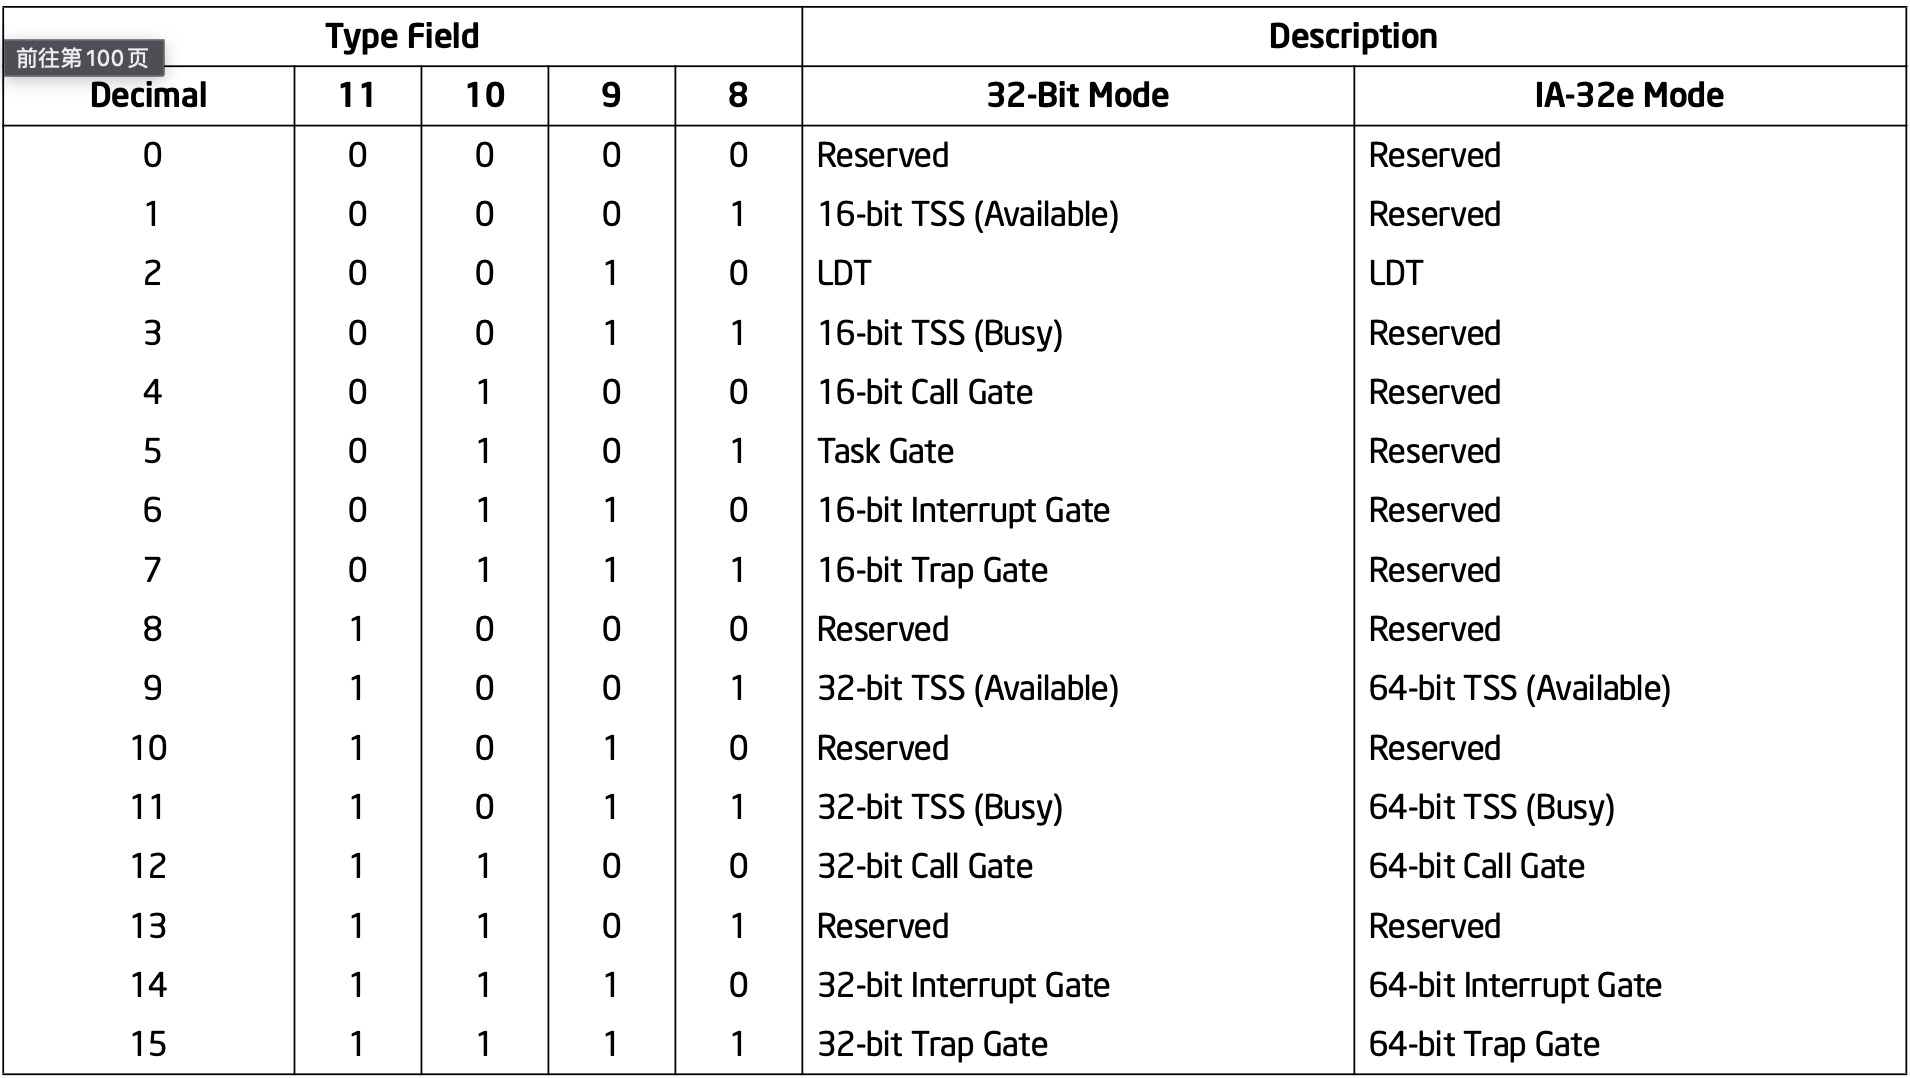 Type Field Description
前往第100页
Decimal 11 10 9 8 32-Bit Mode IA-32e Mode
0 0 0 0 0 Reserved Reserved
1 0 0 0 1 16-bit TSS (Available) Reserved
2 0 0 1 0 LDT LDT
3 0 0 1 1 16-bit TSS (Busy) Reserved
4 0 1 0 0 16-bit Call Gate Reserved
5 0 1 0 1 Task Gate Reserved
6 0 1 1 0 16-bit Interrupt Gate Reserved
7 0 1 1 1 16-bit Trap Gate Reserved
8 1 0 0 0 Reserved Reserved
9 1 0 0 1 32-bit TSS (Available) 64-bit TSS (Available)
10 1 0 1 0 Reserved Reserved
11 1 0 1 1 32-bit TSS (Busy) 64-bit TSS (Busy)
12 1 1 0 0 32-bit Call Gate 64-bit Call Gate
13 1 1 0 1 Reserved Reserved
14 1 1 1 0 32-bit Interrupt Gate 64-bit Interrupt Gate
15 1 1 1 1 32-bit Trap Gate 64-bit Trap Gate